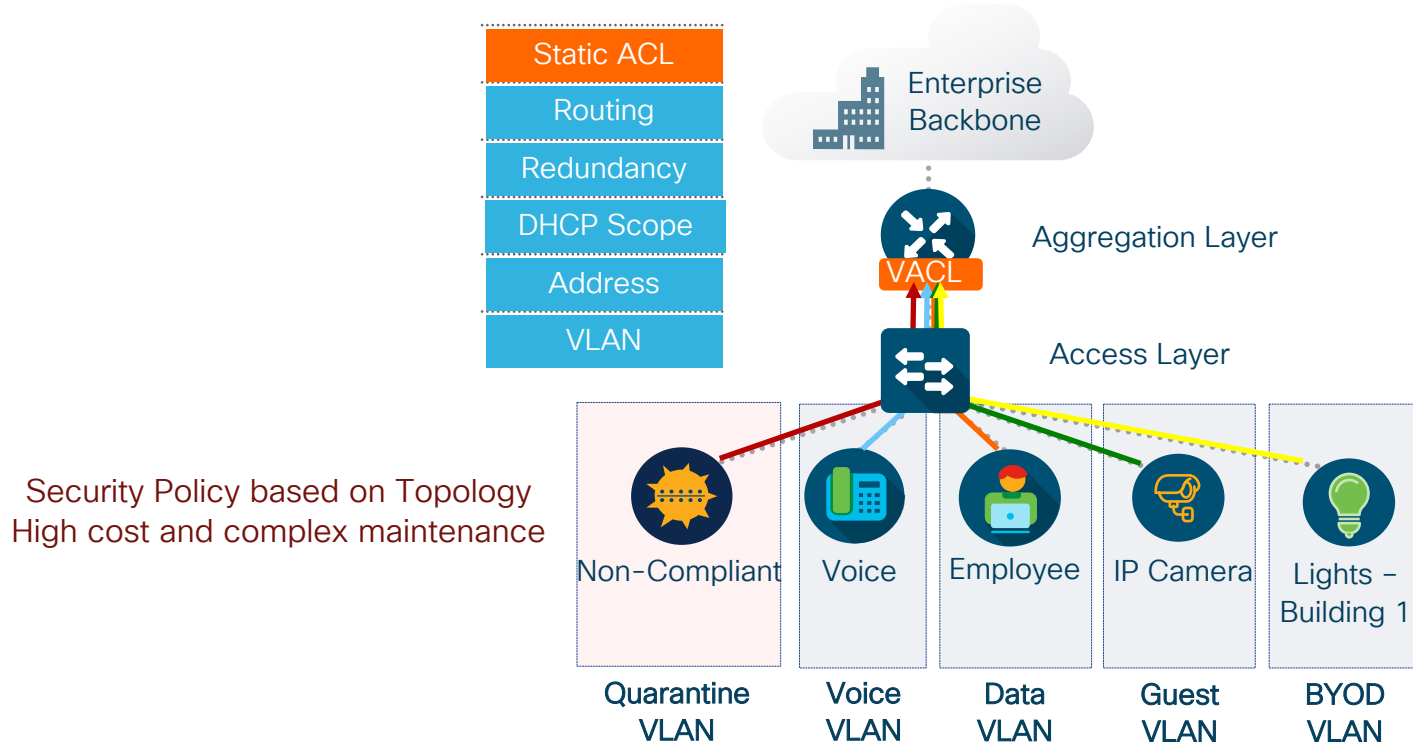 Static ACL
Routing
Redundancy
DHCP Scope
Address
VLAN
Enterprise
Backbone
Aggregation Layer
VACL
Access Layer
Security Policy based on Topology
High cost and complex maintenance
Non-Compliant
Voice
Employee
IP Camera
Lights –
Building 1
Quarantine
VLAN
Voice
VLAN
Data
VLAN
Guest
VLAN
BYOD
VLAN